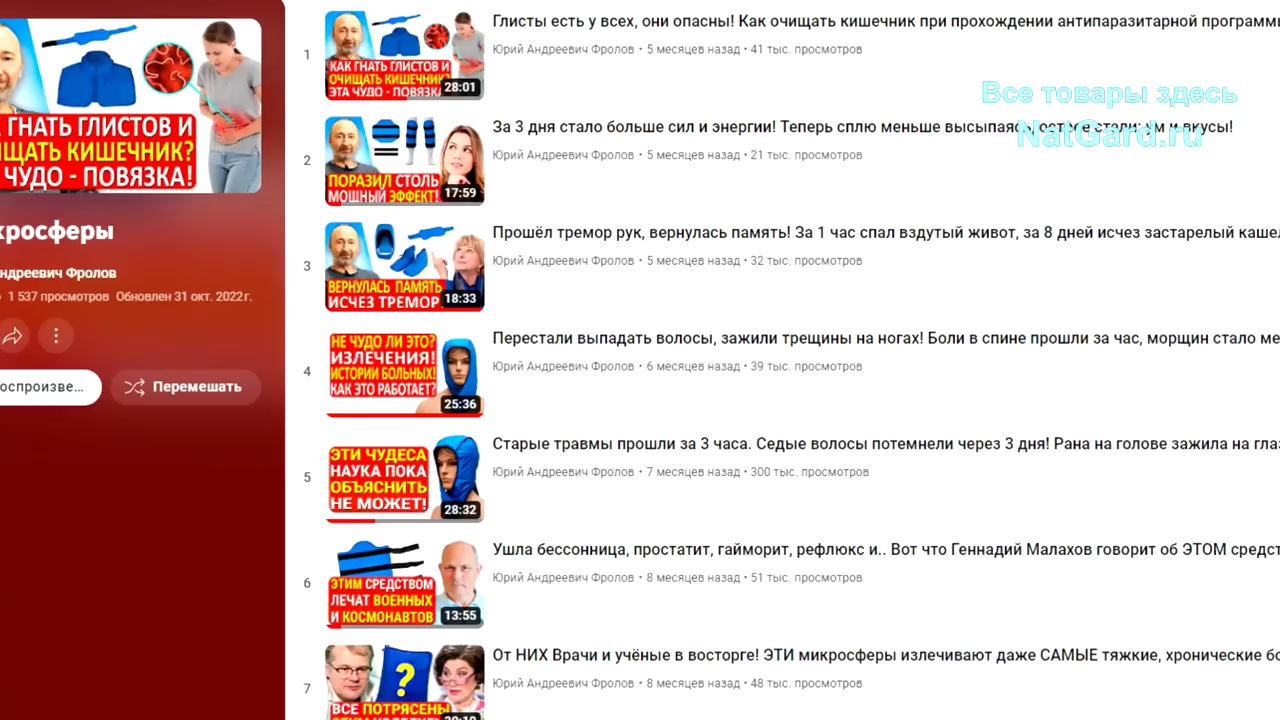 ГНАТЬ ГЛИСТОВ И
ЩАТЬ КИШЕЧНИК?
ЧУДО - ПОВЯЗКА!
кросферы
ндреевич Фролов
1 537 просмотров Обновлен 31 окт. 2022 г.
оспроизве...
Перемешать
1
КАК ГНАТЬ ГЛИСТОВ И
ОЧИЩАТЬ КИШЕЧНИК?
ЭТА ЧУДО - ПОВЯЗКА
28:01
Глисты есть у всех, они опасны! Как очищать кишечник при прохождении антипаразитарной программы
Юрий Андреевич Фролов • 5 месяцев назад • 41 тыс. просмотров
Все товары здесь
NatGard.ru
2
ПОРАЗИЛ СТОЛЬ
МОЩНЫЙ ЭФФЕКТ!
17:59
За 3 дня стало больше сил и энергии! Теперь сплю меньше высыпаясь, острее стали: ум и вкусы!
Юрий Андреевич Фролов • 5 месяцев назад • 21 тыс. просмотров
3
ВЕРНУЛАСЬ ПАМЯТЬ
ИСЧЕЗ ТРЕМОР
18:33
Прошёл тремор рук, вернулась память! За 1 час спал вздутый живот, за 8 дней исчез застарелый кашел
Юрий Андреевич Фролов • 5 месяцев назад • 32 тыс. просмотров
4
НЕ ЧУДО ЛИ ЭТО?
ИЗЛЕЧЕНИЯ!
ИСТОРИИ БОЛЬНЫХ!
КАК ЭТО РАБОТАЕТ?
25:36
Перестали выпадать волосы, зажили трещины на ногах! Боли в спине прошли за час, морщин стало ме
Юрий Андреевич Фролов • 6 месяцев назад • 39 тыс. просмотров
5
ЭТИ ЧУДЕСА
НАУКА ПОКА
ОБЪЯСНИТЬ
НЕ МОЖЕТ!
28:32
Старые травмы прошли за 3 часа. Седые волосы потемнели через 3 дня! Рана на голове зажила на глаз
Юрий Андреевич Фролов • 7 месяцев назад • 300 тыс. просмотров
6
ЭТИМ СРЕДСТВОМ
ЛЕЧАТ ВОЕННЫХ
И КОСМОНАВТОВ
13:55
Ушла бессонница, простатит, гайморит, рефлюкс и.. Вот что Геннадий Малахов говорит об ЭТОМ средст
Юрий Андреевич Фролов • 8 месяцев назад • 51 тыс. просмотров
7
ВСЕ ПОТРЯСЕНЫ
От НИХ Врачи и учёные в восторге! ЭТИ микросферы излечивают даже САМЫЕ тяжкие, хронические бо
Юрий Андреевич Фролов • 8 месяцев назад • 48 тыс. просмотров